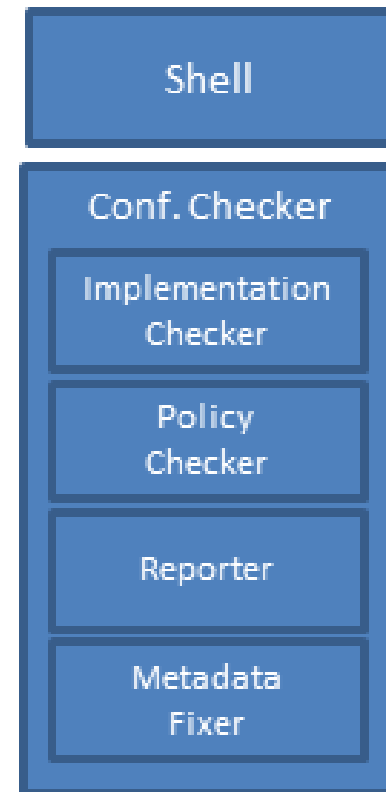 Shell
Conf. Checker
Implementation
Checker
Policy
Checker
Reporter
Metadata
Fixer